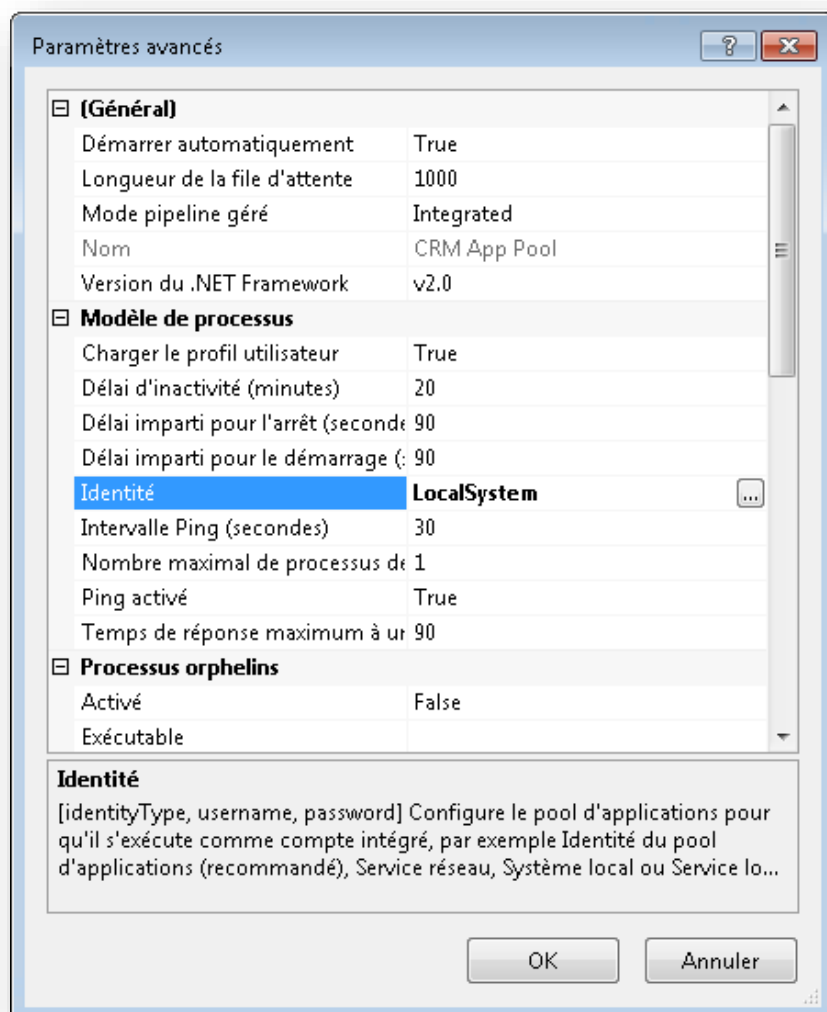 Paramètres avancés
(Général)
Démarrer automatiquement True
Longueur de la file d'attente 1000
Mode pipeline géré Integrated
Nom CRM App Pool
Version du .NET Framework v2.0
Modèle de processus
Charger le profil utilisateur True
Délai d'inactivité (minutes) 20
Délai imparti pour l'arrêt (seconde 90
Délai imparti pour le démarrage (: 90
Identité LocalSystem ...
Intervalle Ping (secondes) 30
Nombre maximal de processus de 1
Ping activé True
Temps de réponse maximum à un 90
Processus orphelins
Activé False
Exécutable
Identité
[identityType, username, password] Configure le pool d'applications pour
qu'il s'exécute comme compte intégré, par exemple Identité du pool
d'applications (recommandé), Service réseau, Système local ou Service lo...
OK Annuler